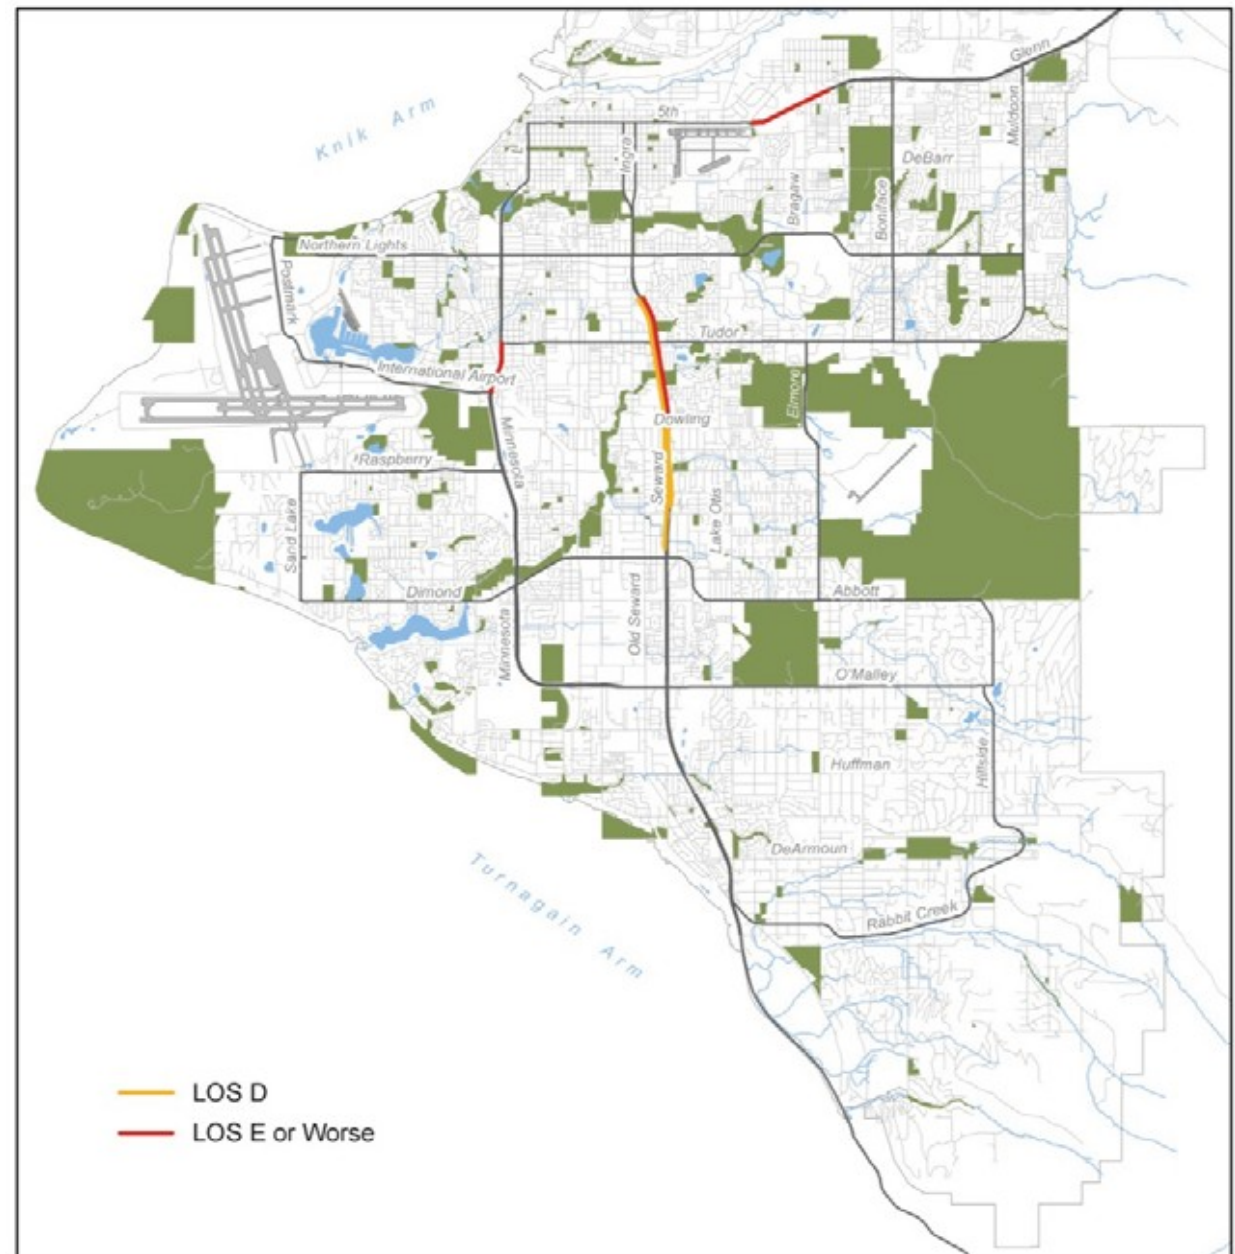 Glenn
Knik Arm
5th
L
Ingra
Muldoon
DeBarr
Bragaw
Boniface
Northern Lights
Postmark
Tudor
International Airport
Elmore
Dowling
Minnesota
Raspberry
Seward
Sand Lake
Lake Otis
Dimond
Abbott
Old Seward
Minnesota
O'Malley
Huffman
Hillside
DeArmoun
Turnagain Arm
Rabbit Creek
LOS D
LOS E or Worse